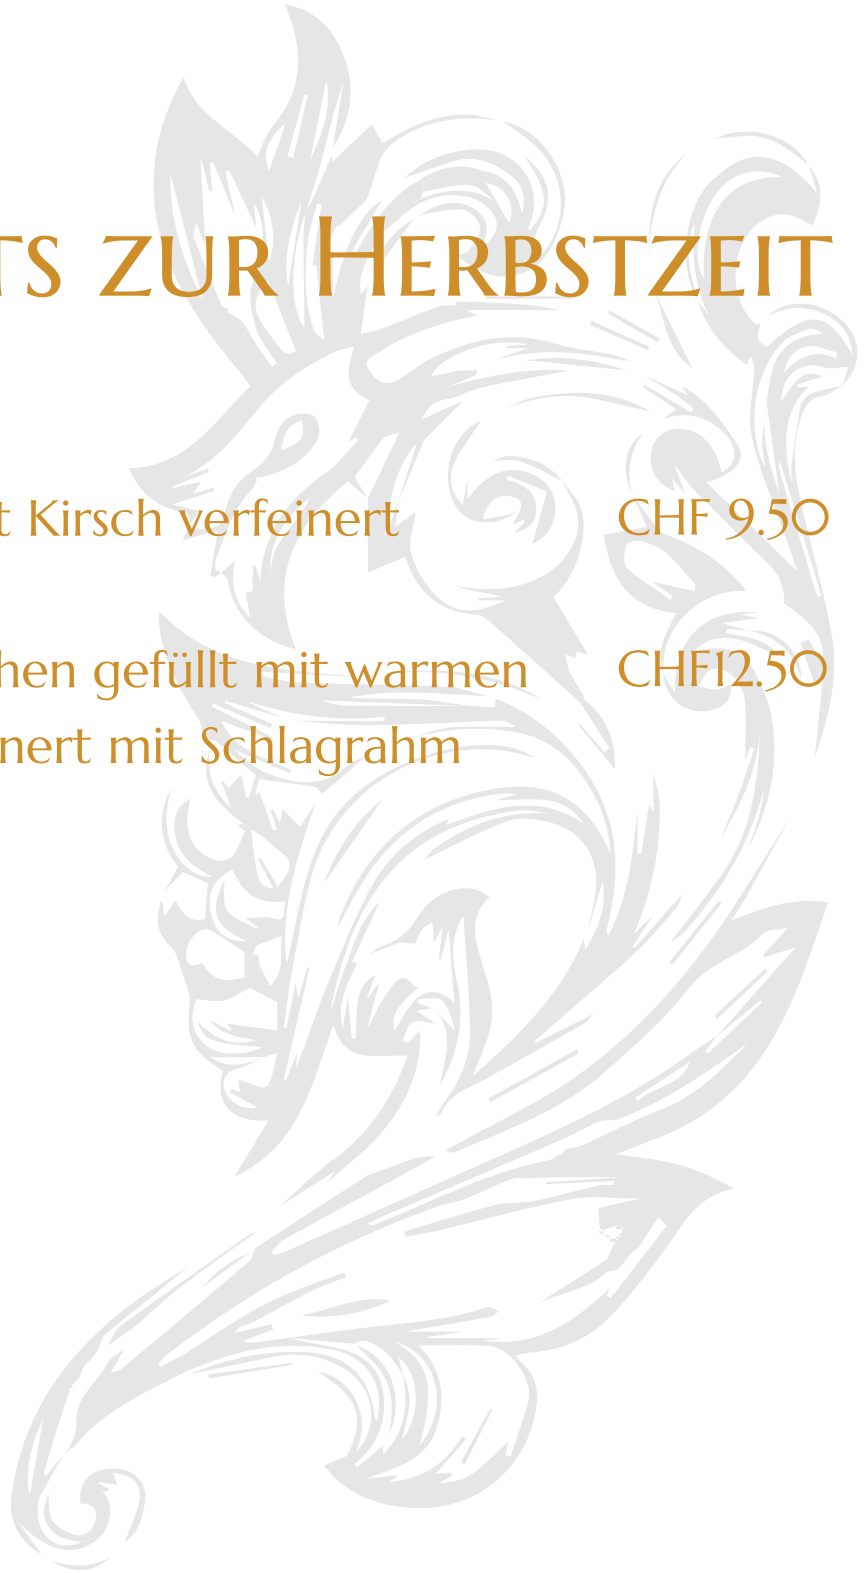 ts zur Herbstzeit
t Kirsch verfeinert CHF 9.50
hen gefüllt mit warmen CHF12.50
nert mit Schlagrahm